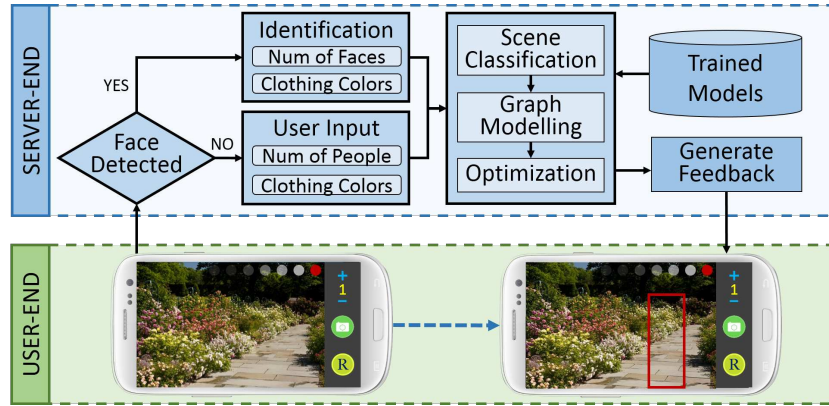 SERVER-END
Face
Detected
YES
NO
Identification
Num of Faces
Clothing Colors
User Input
Num of People
Clothing Colors
Scene
Classification
Graph
Modelling
Optimization
Trained
Models
Generate
Feedback
USER-END
+
1
−
R
+
1
−
R